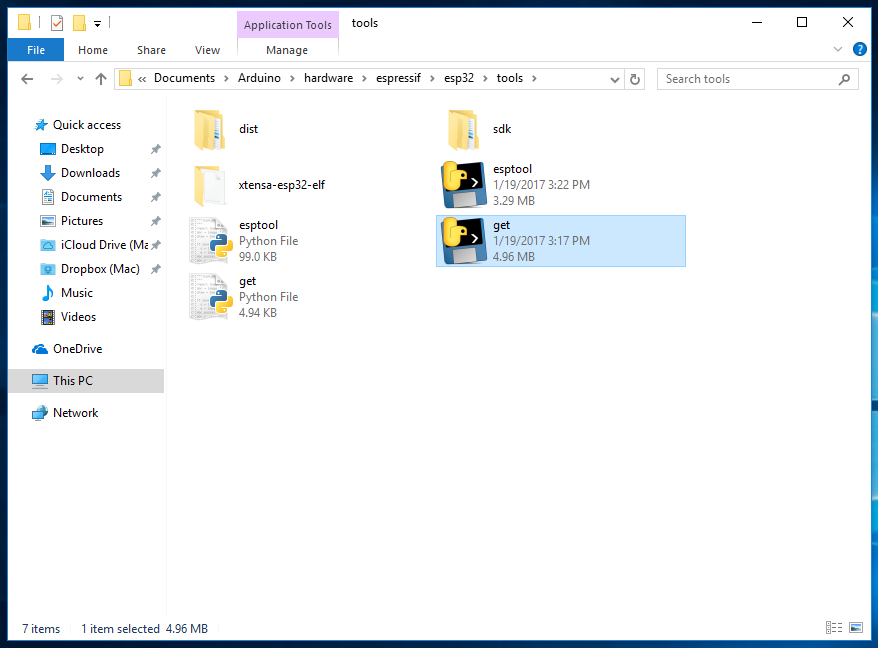 Application Tools
tools
File
Home
Share
View
Manage
?
« Documents > Arduino > hardware > espressif > esp32 > tools >
Search tools
Quick access
Desktop
Downloads
Documents
Pictures
iCloud Drive (Ma
Dropbox (Mac)
Music
Videos
OneDrive
This PC
Network
dist
sdk
xtensa-esp32-elf
esptool
1/19/2017 3:22 PM
3.29 MB
esptool
Python File
99.0 KB
get
1/19/2017 3:17 PM
4.96 MB
get
Python File
4.94 KB
7 items
1 item selected 4.96 MB